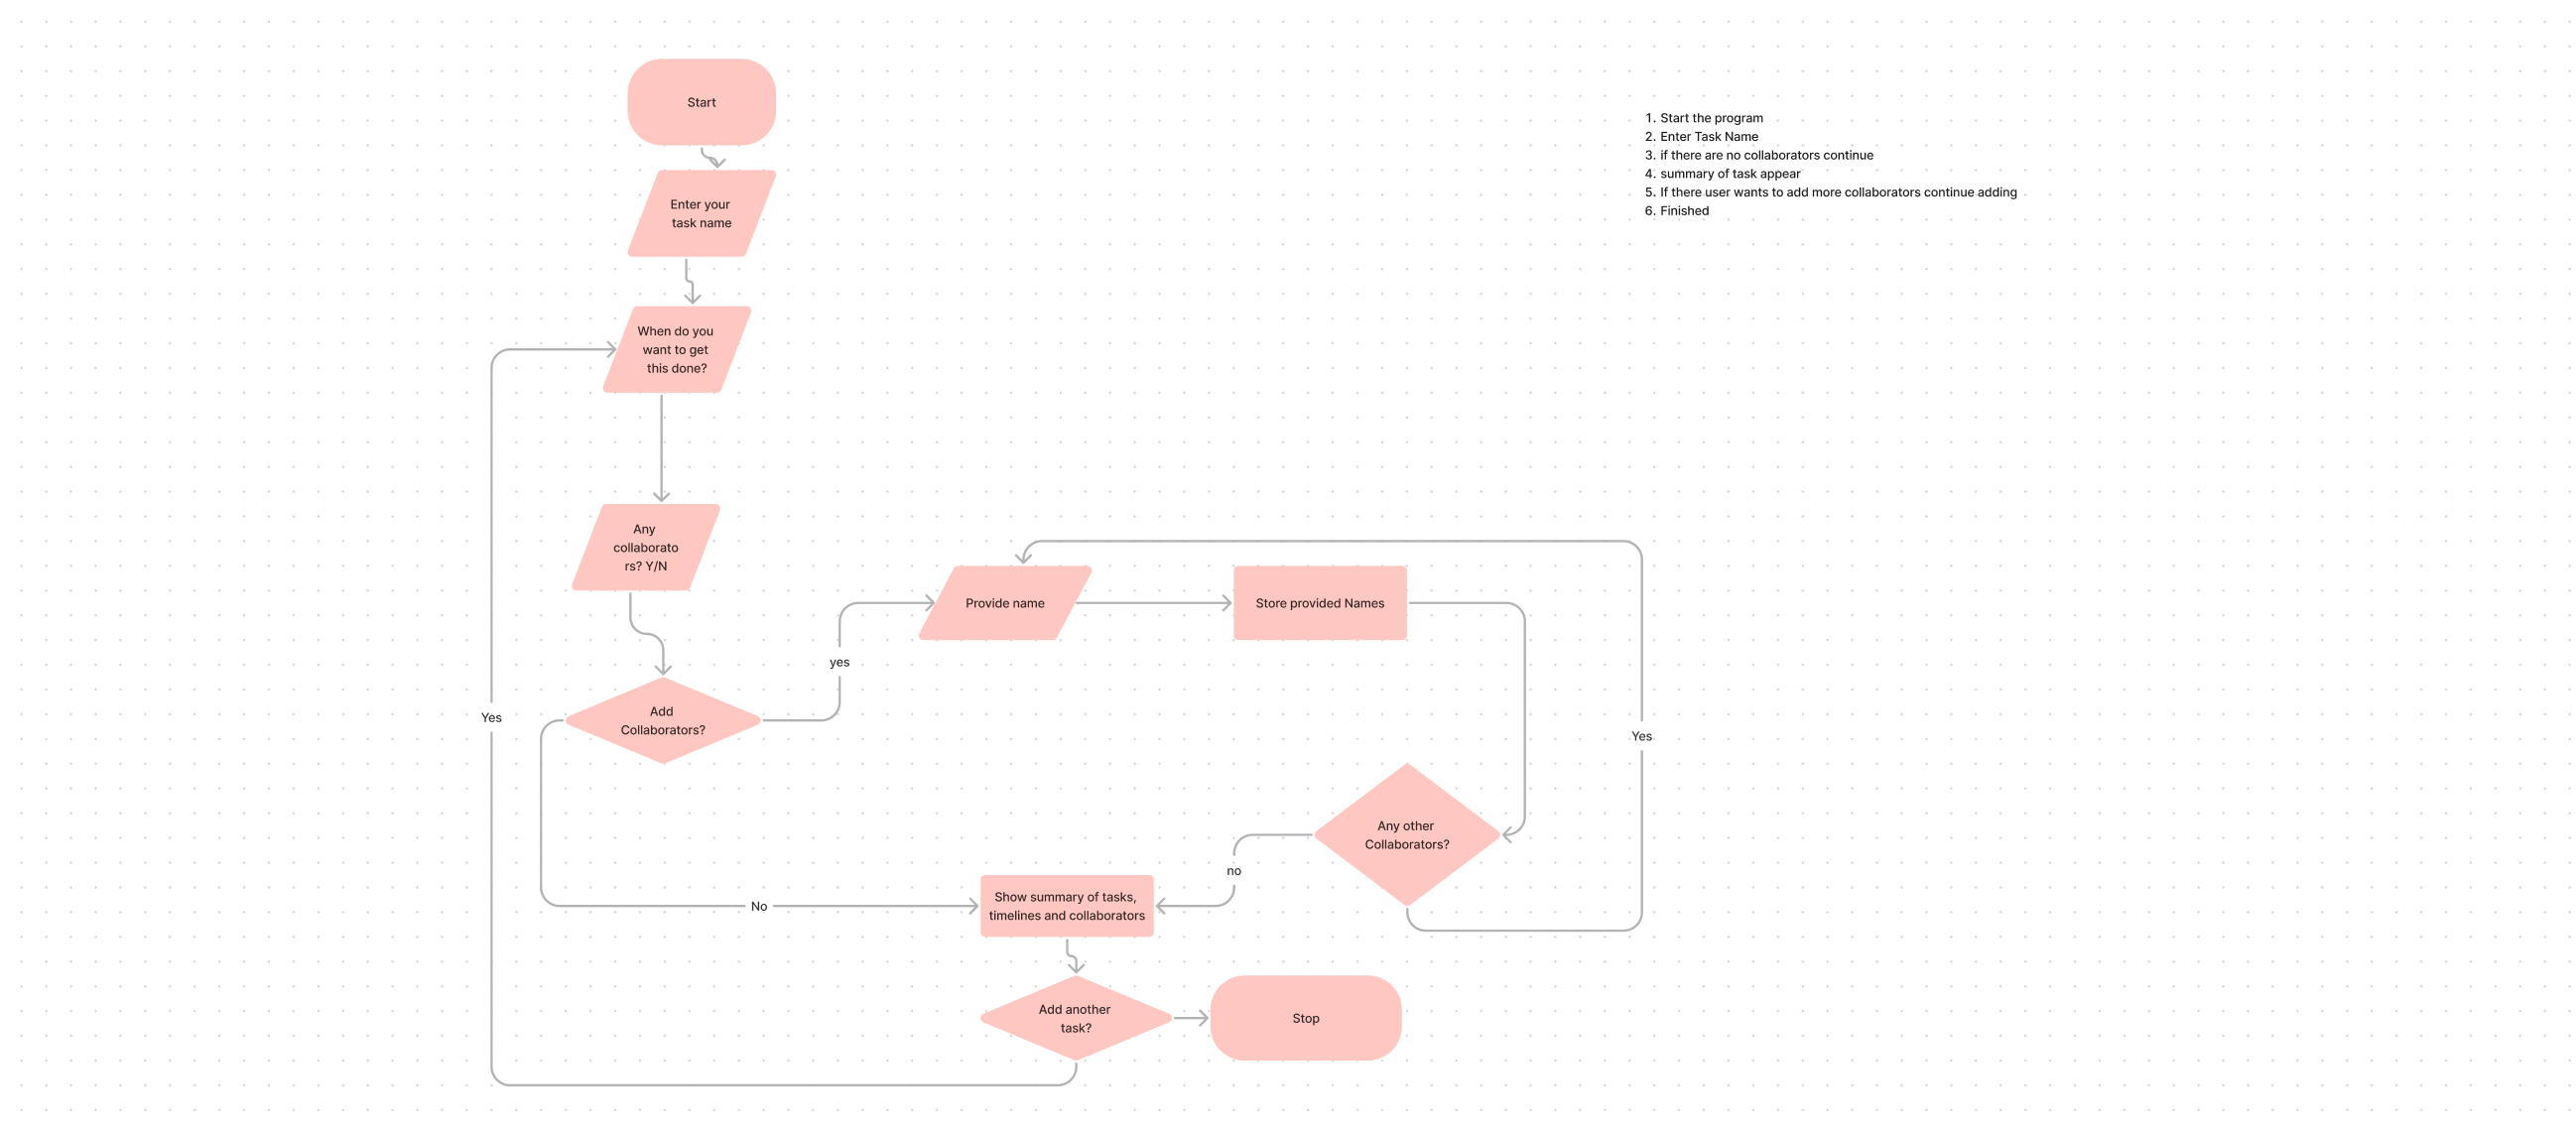 Start
1. Start the program
2. Enter Task Name
3. if there are no collaborators continue
4. summary of task appear
5. If there user wants to add more collaborators continue adding
6. Finished
Enter your
task name
When do you
want to get
this done?
Any
collaborato
rs? Y/N
Provide name
Store provided Names
yes
Add
Collaborators?
Yes
Yes
Any other
Collaborators?
no
Show summary of tasks,
timelines and collaborators
No
Add another
task?
Stop